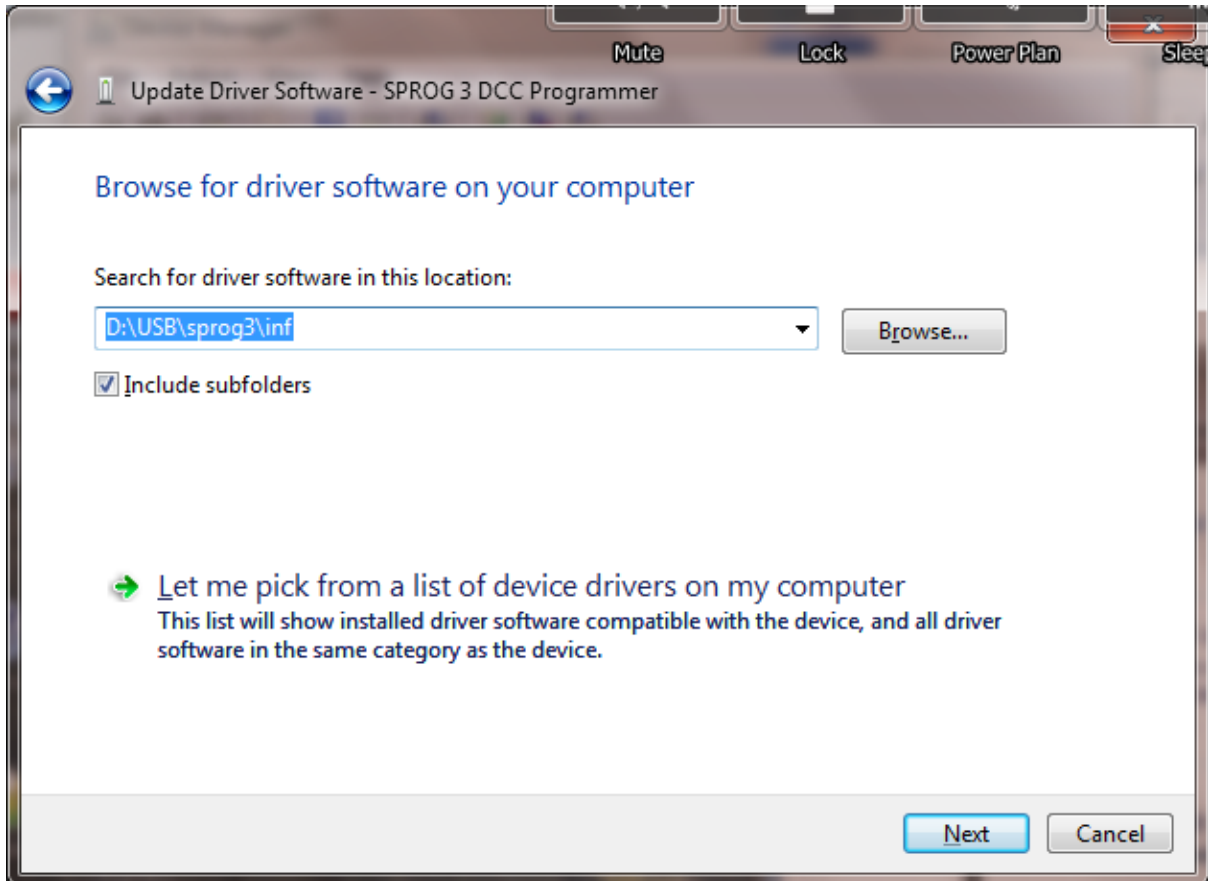 Mute Lock Power Plan
Update Driver Software - SPROG 3 DCC Programmer
Browse for driver software on your computer
Search for driver software in this location:
D:\USB\sprog3\inf
Browse...
Include subfolders
Let me pick from a list of device drivers on my computer
This list will show installed driver software compatible with the device, and all driver
software in the same category as the device.
Next Cancel